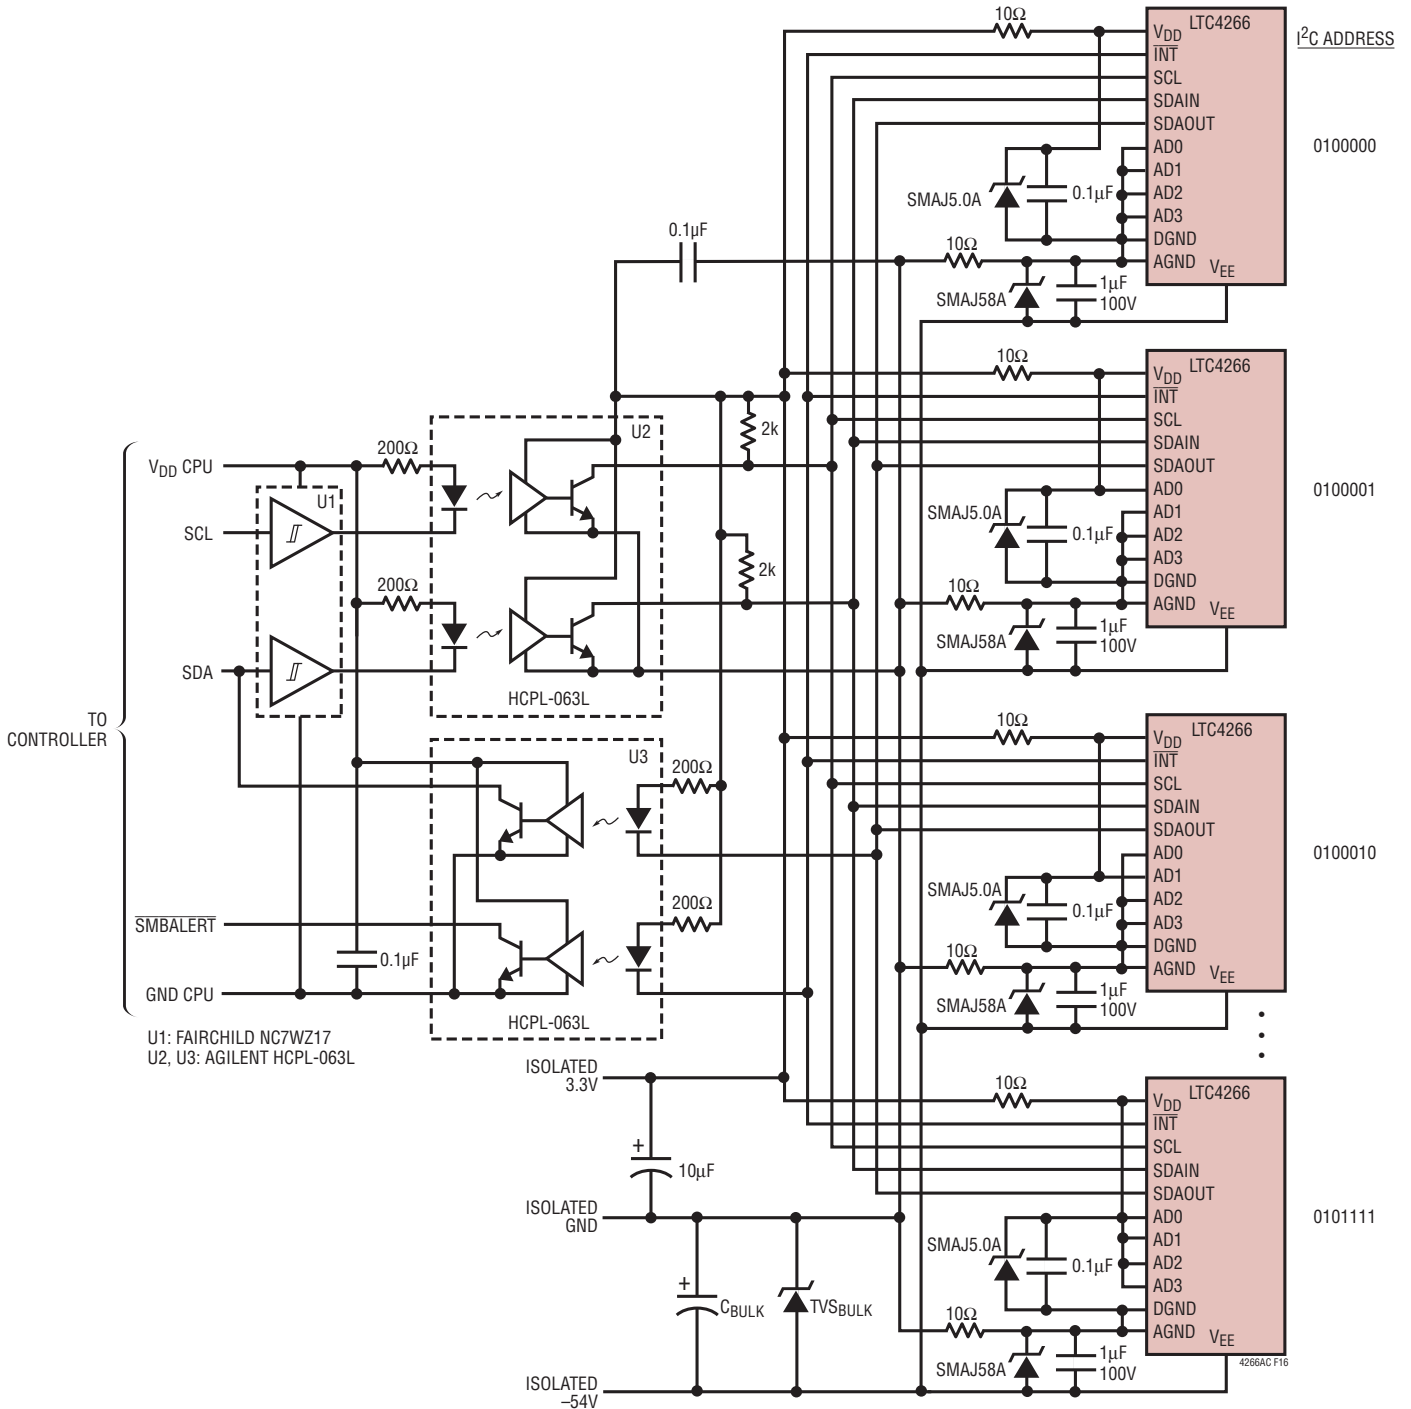 10Ω
LTC4266
I²C ADDRESS
VDD
INT
SCL
SDAIN
SDAOUT
AD0
0100000
AD1
SMAJ5.0A
0.1µF
AD2
AD3
DGND
0.1µF
10Ω
AGND
VEE
SMAJ58A
1µF
100V
10Ω
LTC4266
VDD
INT
SCL
SDAIN
SDAOUT
AD0
0100001
AD1
SMAJ5.0A
0.1µF
AD2
AD3
DGND
10Ω
AGND
VEE
SMAJ58A
1µF
100V
U2
2k
200Ω
VDD CPU
U1
SCL
2k
200Ω
SDA
HCPL-063L
TO
CONTROLLER
U3
200Ω
200Ω
SMBALERT
0.1µF
GND CPU
HCPL-063L
U1: FAIRCHILD NC7WZ17
U2, U3: AGILENT HCPL-063L
10Ω
LTC4266
VDD
INT
SCL
SDAIN
SDAOUT
AD0
0100010
AD1
SMAJ5.0A
0.1µF
AD2
AD3
DGND
10Ω
AGND
VEE
SMAJ58A
1µF
100V
ISOLATED
3.3V
+
10µF
ISOLATED
GND
+
CBULK
TVSBULK
ISOLATED
–54V
10Ω
LTC4266
VDD
INT
SCL
SDAIN
SDAOUT
AD0
0101111
AD1
SMAJ5.0A
0.1µF
AD2
AD3
DGND
10Ω
AGND
VEE
SMAJ58A
1µF
100V
4266AC F16